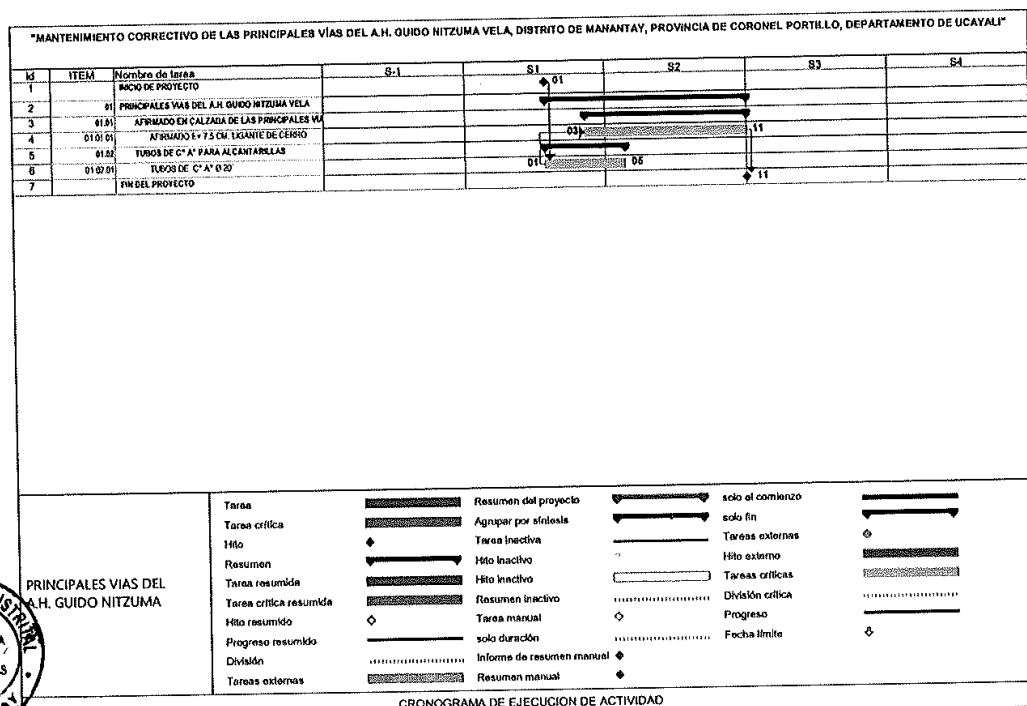 "MANTENIMIENTO CORRECTIVO DE LAS PRINCIPALES VÍAS DEL A.H. GUIDO NITZUMA VELA, DISTRITO DE MANANTAY, PROVINCIA DE CORONEL PORTILLO, DEPARTAMENTO DE UCAYALI"
Id ITEM Nombre de tarea S-1 S1 S2 S3 S4
1 INICIO DE PROYECTO 01
2 01 PRINCIPALES VIAS DEL A.H. GUIDO NITZUMA VELA
3 01.01 AFIRMADO EN CALZADA DE LAS PRINCIPALES VIA
4 01.01.01 AFIRMADO E= 7.5 CM. LIGANTE DE CERRO 03 11
5 01.02 TUBOS DE C° A° PARA ALCANTARILLAS
6 01.02.01 TUBOS DE C° A° Ø 20 01 05
7 FIN DEL PROYECTO 11
PRINCIPALES VIAS DEL
A.H. GUIDO NITZUMA
Tarea Resumen del proyecto solo el comienzo
Tarea crítica Agrupar por síntesis solo fin
Hito Tarea inactiva Tareas externas
Resumen Hito inactivo Hito externo
Tarea resumida Hito inactivo Tareas críticas
Tarea crítica resumida Resumen inactivo División crítica
Hito resumido Tarea manual Progreso
Progreso resumido solo duración Fecha límite
División Informe de resumen manual
Tareas externas Resumen manual
CRONOGRAMA DE EJECUCION DE ACTIVIDAD